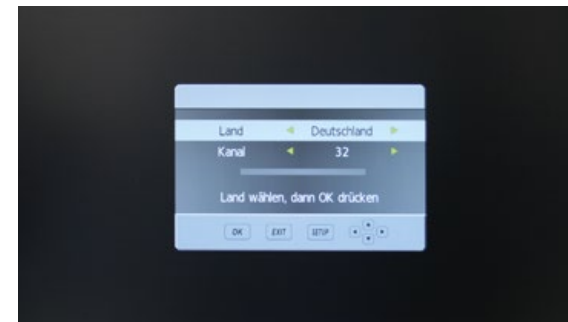 Land Deutschland
Kanal 32
Land wählen, dann OK drücken
OK EXIT SETUP